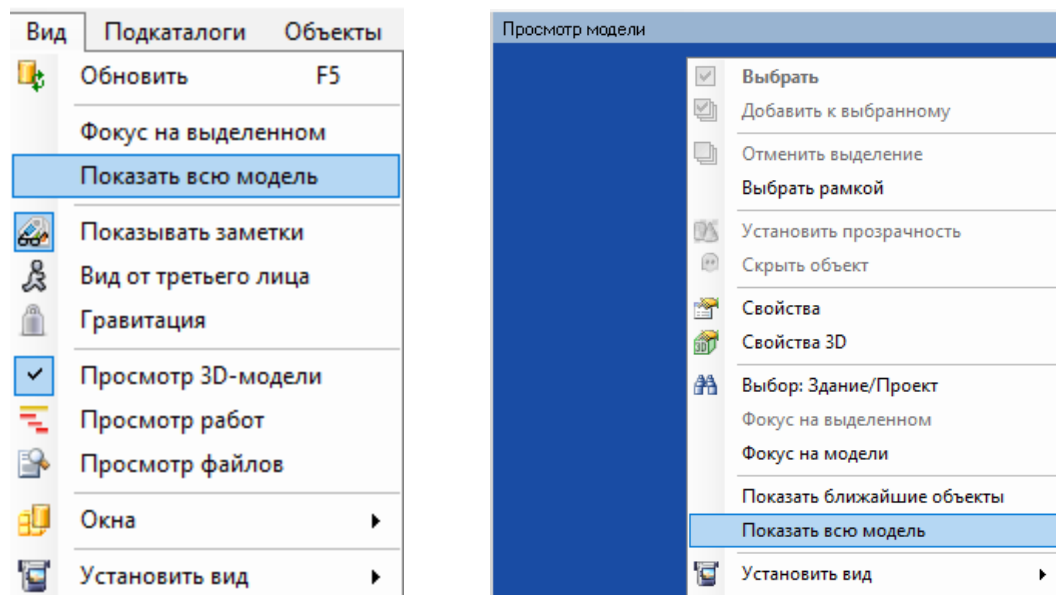 Вид Подкаталоги Объекты
Обновить F5
Фокус на выделенном
Показать всю модель
Показывать заметки
Вид от третьего лица
Гравитация
Просмотр 3D-модели
Просмотр работ
Просмотр файлов
Окна
Установить вид
Просмотр модели
Выбрать
Добавить к выбранному
Отменить выделение
Выбрать рамкой
Установить прозрачность
Скрыть объект
Свойства
Свойства 3D
Выбор: Здание/Проект
Фокус на выделенном
Фокус на модели
Показать ближайшие объекты
Показать всю модель
Установить вид